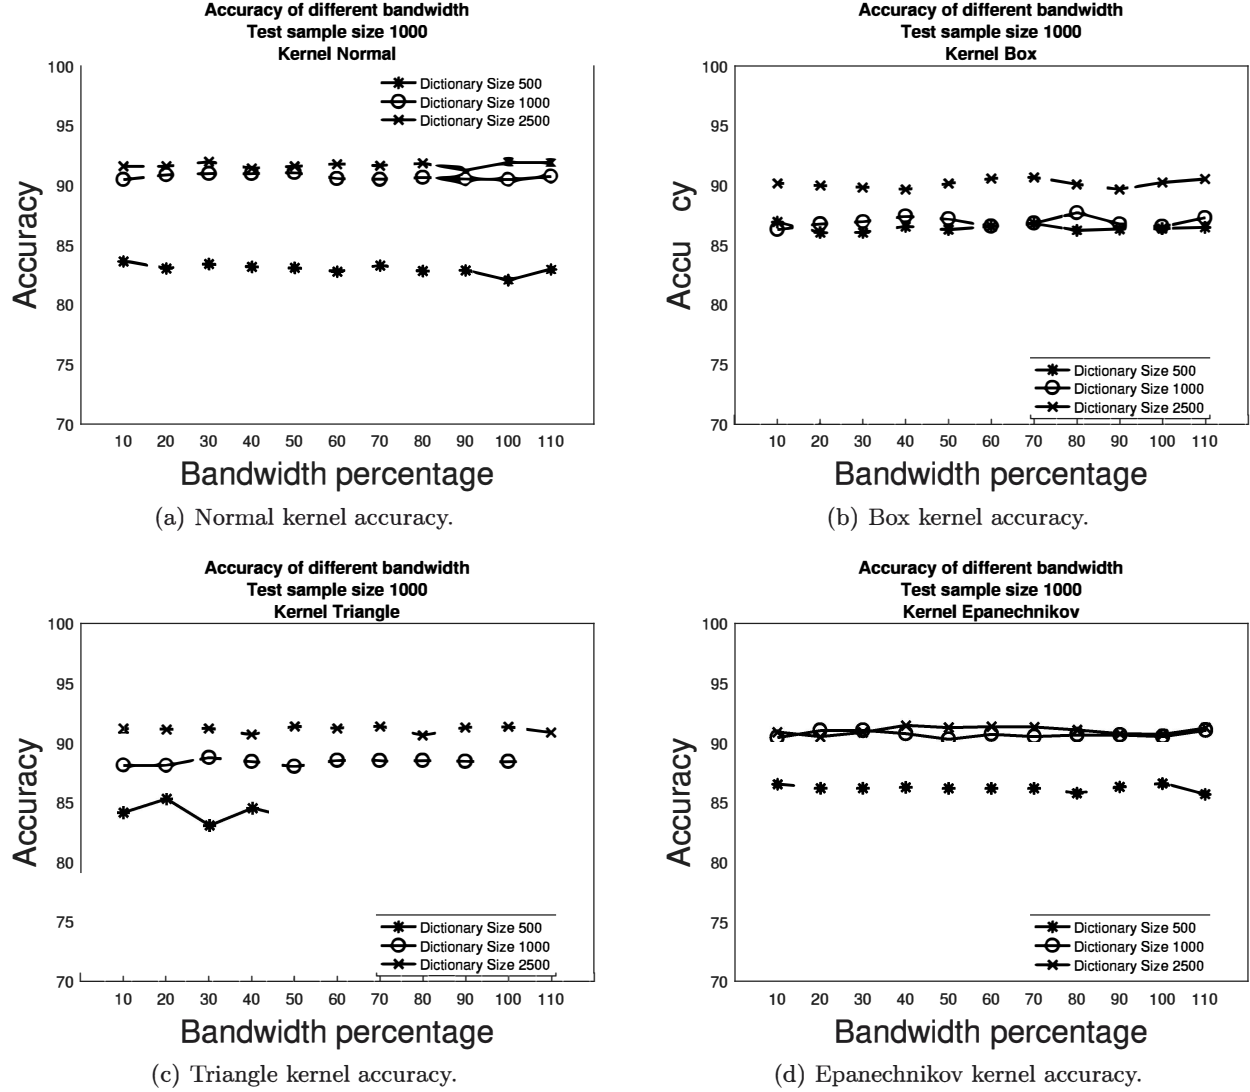 Accuracy of different bandwidth
Test sample size 1000
Kernel Normal
100
95
90
85
80
75
70
Accuracy
Dictionary Size 500
Dictionary Size 1000
Dictionary Size 2500
10 20 30 40 50 60 70 80 90 100 110
Bandwidth percentage
(a) Normal kernel accuracy.
Accuracy of different bandwidth
Test sample size 1000
Kernel Box
100
95
90
85
80
75
70
Accu cy
Dictionary Size 500
Dictionary Size 1000
Dictionary Size 2500
10 20 30 40 50 60 70 80 90 100 110
Bandwidth percentage
(b) Box kernel accuracy.
Accuracy of different bandwidth
Test sample size 1000
Kernel Triangle
100
95
90
85
80
75
70
Accuracy
Dictionary Size 500
Dictionary Size 1000
Dictionary Size 2500
10 20 30 40 50 60 70 80 90 100 110
Bandwidth percentage
(c) Triangle kernel accuracy.
Accuracy of different bandwidth
Test sample size 1000
Kernel Epanechnikov
100
95
90
85
80
75
70
Accuracy
Dictionary Size 500
Dictionary Size 1000
Dictionary Size 2500
10 20 30 40 50 60 70 80 90 100 110
Bandwidth percentage
(d) Epanechnikov kernel accuracy.